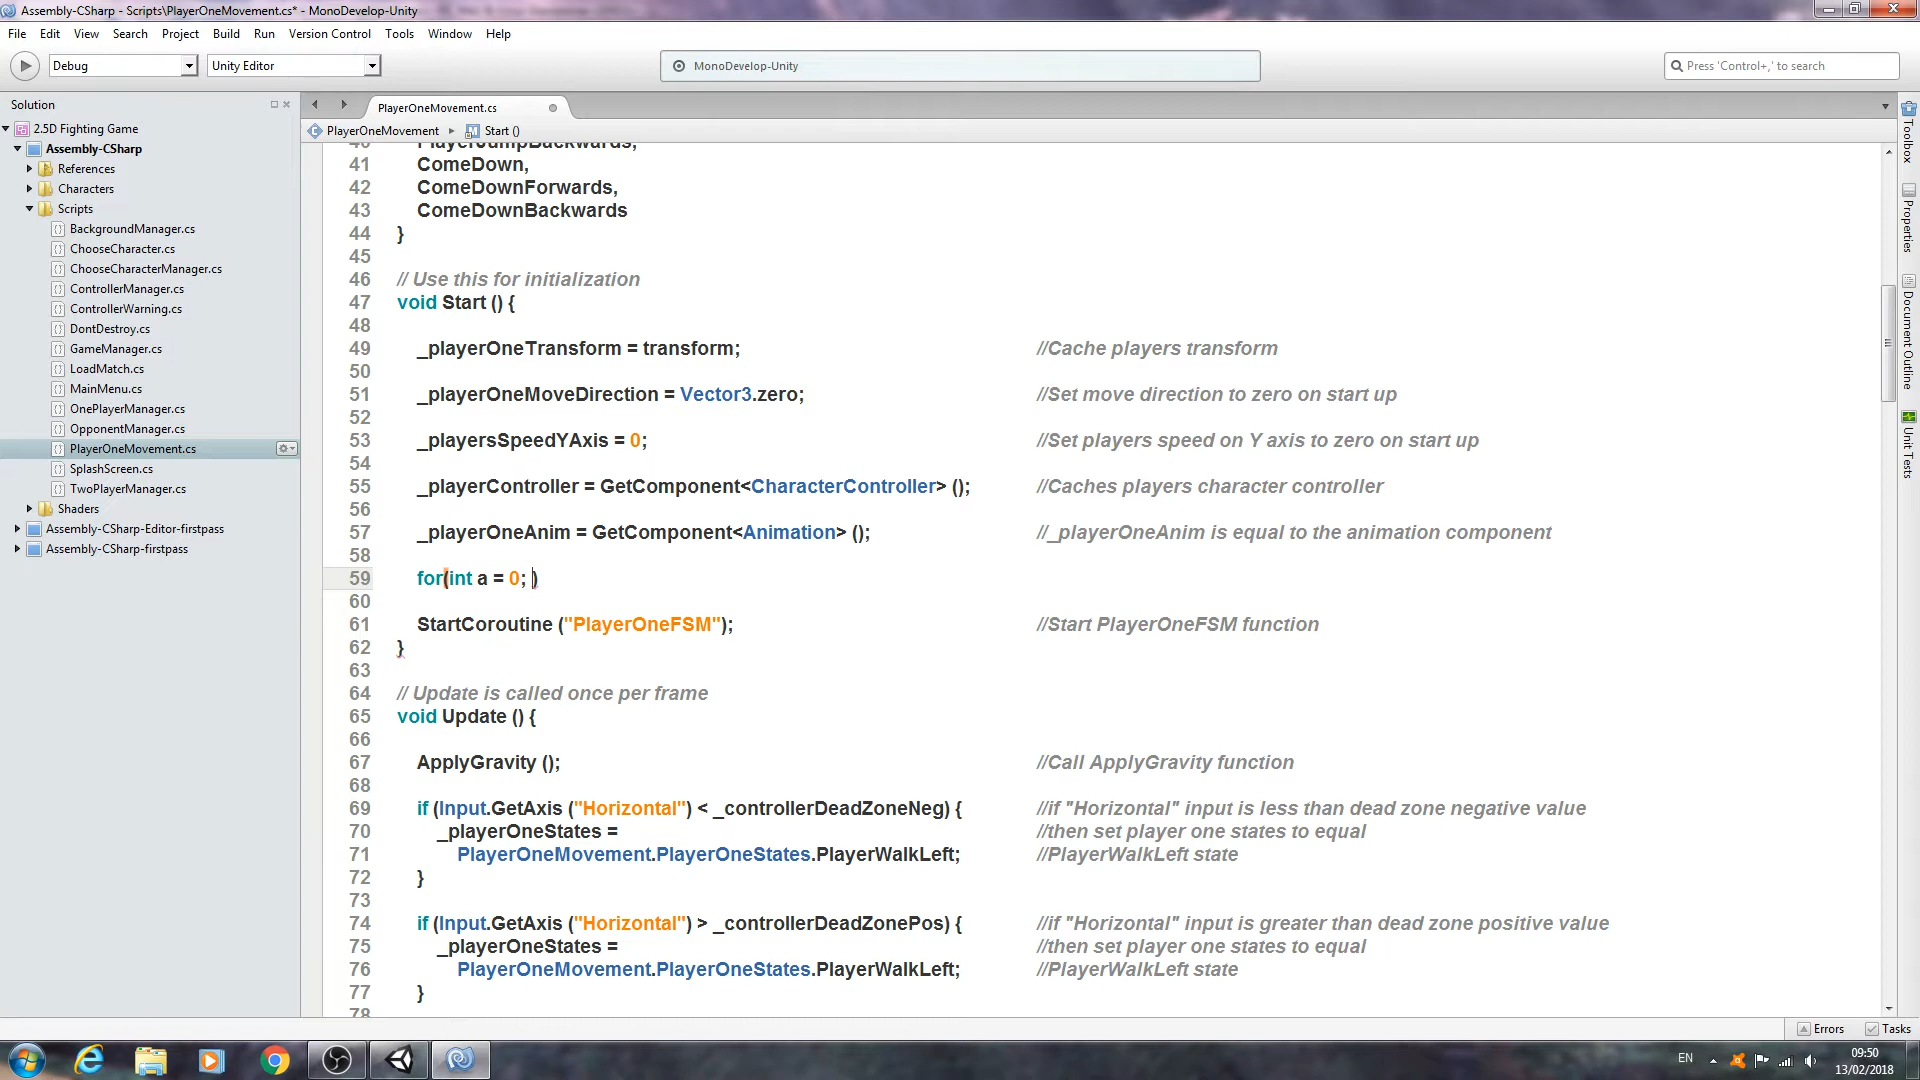 Assembly-CSharp - Scripts\PlayerOneMovement.cs* - MonoDevelop-Unity
File Edit View Search Project Build Run Version Control Tools Window Help
Debug Unity Editor MonoDevelop-Unity Press 'Control+,' to search
Solution
2.5D Fighting Game
Assembly-CSharp
References
Characters
Scripts
BackgroundManager.cs
ChooseCharacter.cs
ChooseCharacterManager.cs
ControllerManager.cs
ControllerWarning.cs
DontDestroy.cs
GameManager.cs
LoadMatch.cs
MainMenu.cs
OnePlayerManager.cs
OpponentManager.cs
PlayerOneMovement.cs
SplashScreen.cs
TwoPlayerManager.cs
Shaders
Assembly-CSharp-Editor-firstpass
Assembly-CSharp-firstpass
PlayerOneMovement.cs
PlayerOneMovement Start ()
40 PlayerJumpBackwards,
41 ComeDown,
42 ComeDownForwards,
43 ComeDownBackwards
44 }
45
46 // Use this for initialization
47 void Start () {
48
49 _playerOneTransform = transform; //Cache players transform
50
51 _playerOneMoveDirection = Vector3.zero; //Set move direction to zero on start up
52
53 _playersSpeedYAxis = 0; //Set players speed on Y axis to zero on start up
54
55 _playerController = GetComponent<CharacterController> (); //Caches players character controller
56
57 _playerOneAnim = GetComponent<Animation> (); //_playerOneAnim is equal to the animation component
58
59 for(int a = 0; )
60
61 StartCoroutine ("PlayerOneFSM"); //Start PlayerOneFSM function
62 }
63
64 // Update is called once per frame
65 void Update () {
66
67 ApplyGravity (); //Call ApplyGravity function
68
69 if (Input.GetAxis ("Horizontal") < _controllerDeadZoneNeg) { //if "Horizontal" input is less than dead zone negative value
70 _playerOneStates = //then set player one states to equal
71 PlayerOneMovement.PlayerOneStates.PlayerWalkLeft; //PlayerWalkLeft state
72 }
73
74 if (Input.GetAxis ("Horizontal") > _controllerDeadZonePos) { //if "Horizontal" input is greater than dead zone positive value
75 _playerOneStates = //then set player one states to equal
76 PlayerOneMovement.PlayerOneStates.PlayerWalkLeft; //PlayerWalkLeft state
77 }
78
Toolbox
Properties
Document Outline
Unit Tests
Errors Tasks
EN
09:50
13/02/2018